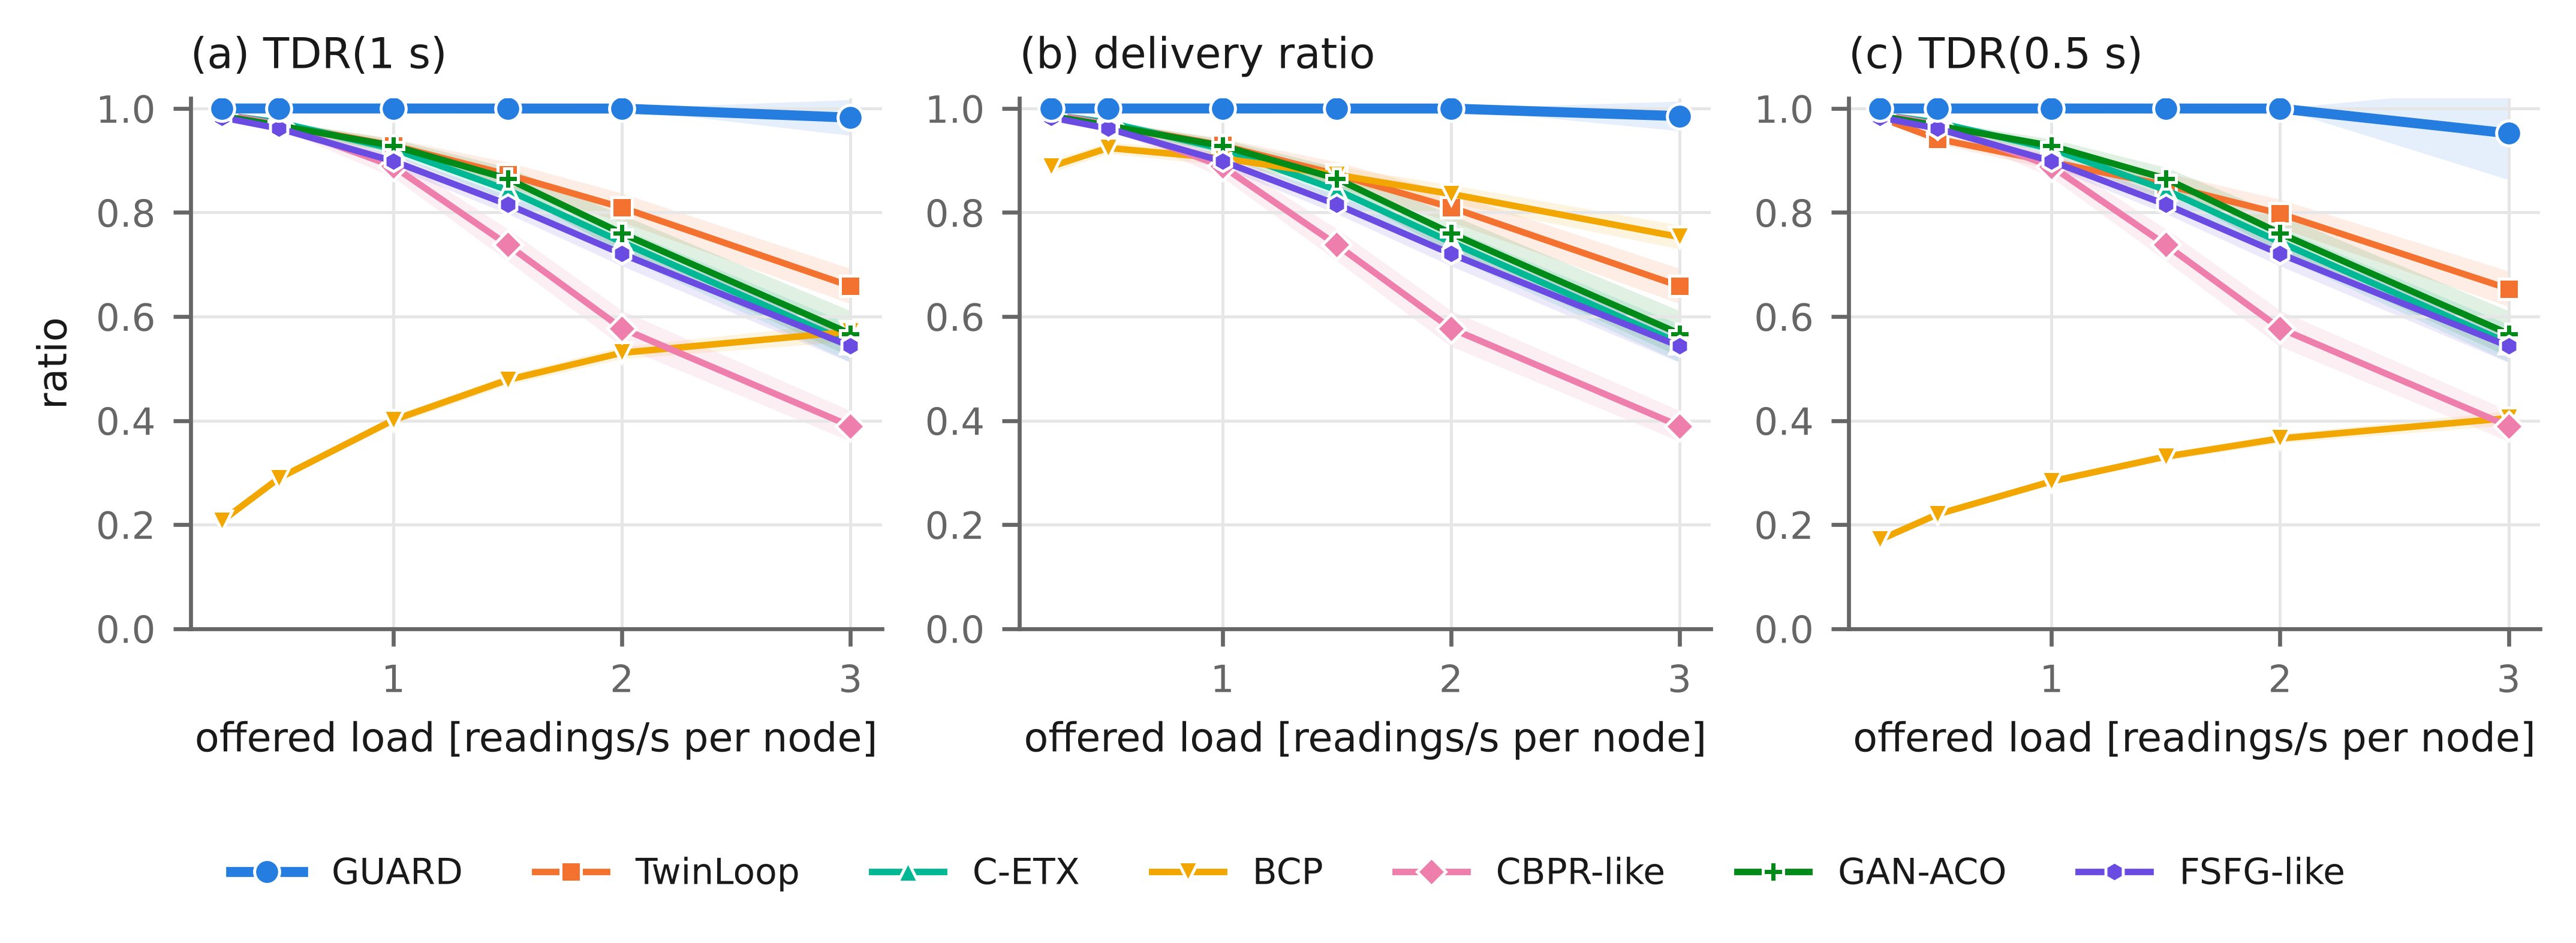 (a) TDR(1 s)
(b) delivery ratio
(c) TDR(0.5 s)
ratio
1.0
0.8
0.6
0.4
0.2
0.0
1 2 3
offered load [readings/s per node]
1.0
0.8
0.6
0.4
0.2
0.0
1 2 3
offered load [readings/s per node]
1.0
0.8
0.6
0.4
0.2
0.0
1 2 3
offered load [readings/s per node]
GUARD TwinLoop C-ETX BCP CBPR-like GAN-ACO FSFG-like